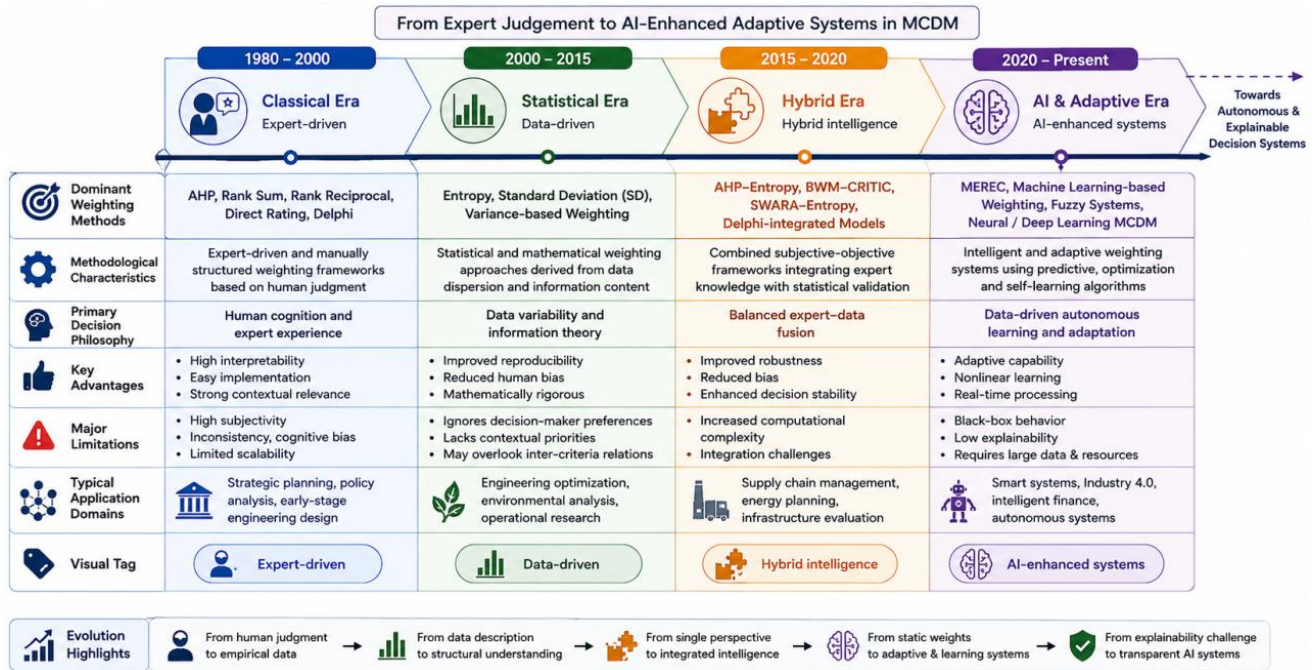 From Expert Judgement to AI-Enhanced Adaptive Systems in MCDM
1980 – 2000
Classical Era
Expert-driven
2000 – 2015
Statistical Era
Data-driven
2015 – 2020
Hybrid Era
Hybrid intelligence
2020 – Present
AI & Adaptive Era
AI-enhanced systems
Towards
Autonomous &
Explainable
Decision Systems
Dominant
Weighting
Methods
AHP, Rank Sum, Rank Reciprocal,
Direct Rating, Delphi
Entropy, Standard Deviation (SD),
Variance-based Weighting
AHP–Entropy, BWM–CRITIC,
SWARA–Entropy,
Delphi-integrated Models
MEREC, Machine Learning-based
Weighting, Fuzzy Systems,
Neural / Deep Learning MCDM
Methodological
Characteristics
Expert-driven and manually
structured weighting frameworks
based on human judgment
Statistical and mathematical weighting
approaches derived from data
dispersion and information content
Combined subjective-objective
frameworks integrating expert
knowledge with statistical validation
Intelligent and adaptive weighting
systems using predictive, optimization
and self-learning algorithms
Primary
Decision
Philosophy
Human cognition and
expert experience
Data variability and
information theory
Balanced expert–data
fusion
Data-driven autonomous
learning and adaptation
Key
Advantages
• High interpretability
• Easy implementation
• Strong contextual relevance
• Improved reproducibility
• Reduced human bias
• Mathematically rigorous
• Improved robustness
• Reduced bias
• Enhanced decision stability
• Adaptive capability
• Nonlinear learning
• Real-time processing
Major
Limitations
• High subjectivity
• Inconsistency, cognitive bias
• Limited scalability
• Ignores decision-maker preferences
• Lacks contextual priorities
• May overlook inter-criteria relations
• Increased computational
complexity
• Integration challenges
• Black-box behavior
• Low explainability
• Requires large data & resources
Typical
Application
Domains
Strategic planning, policy
analysis, early-stage
engineering design
Engineering optimization,
environmental analysis,
operational research
Supply chain management,
energy planning,
infrastructure evaluation
Smart systems, Industry 4.0,
intelligent finance,
autonomous systems
Visual Tag
Expert-driven
Data-driven
Hybrid intelligence
AI-enhanced systems
Evolution
Highlights
From human judgment
to empirical data
From data description
to structural understanding
From single perspective
to integrated intelligence
From static weights
to adaptive & learning systems
From explainability challenge
to transparent AI systems